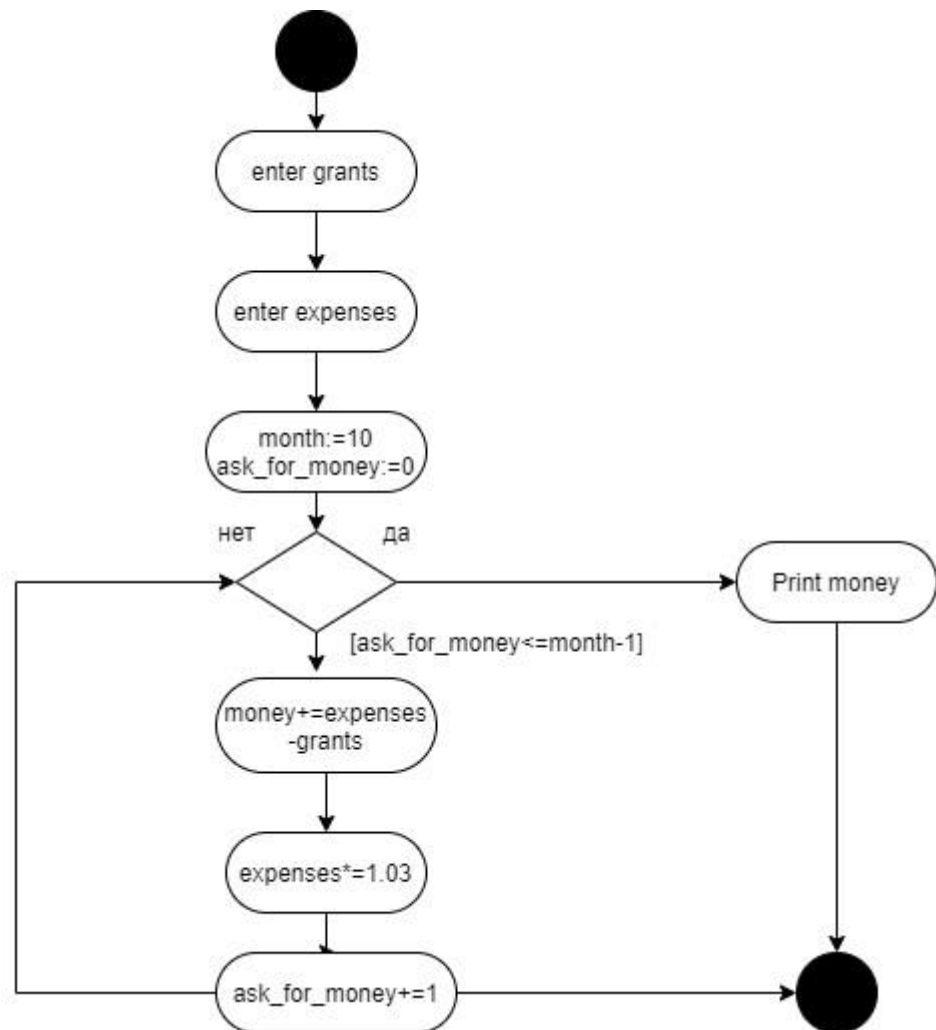 enter grants
enter expenses
month:=10
ask_for_money:=0
нет
да
Print money
[ask_for_money<=month-1]
money+=expenses
-grants
expenses*=1.03
ask_for_money+=1